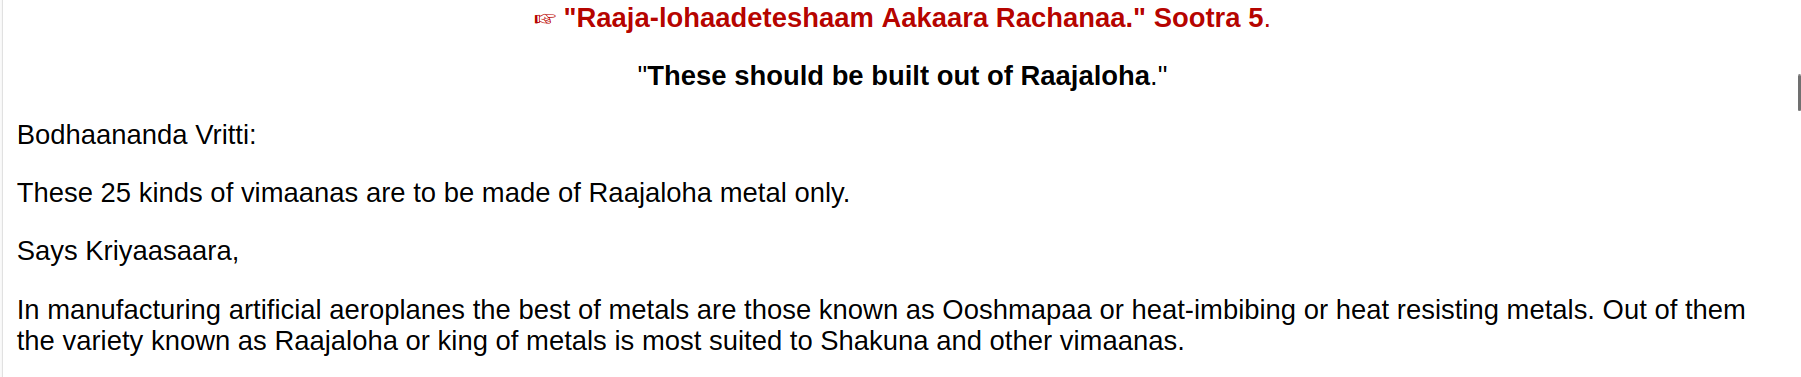 ☞ "Raaja-lohaadeteshaam Aakaara Rachanaa." Sootra 5.
"These should be built out of Raajaloha."
Bodhaananda Vritti:
These 25 kinds of vimaanas are to be made of Raajaloha metal only.
Says Kriyaasaara,
In manufacturing artificial aeroplanes the best of metals are those known as Ooshmapaa or heat-imbibing or heat resisting metals. Out of them
the variety known as Raajaloha or king of metals is most suited to Shakuna and other vimaanas.